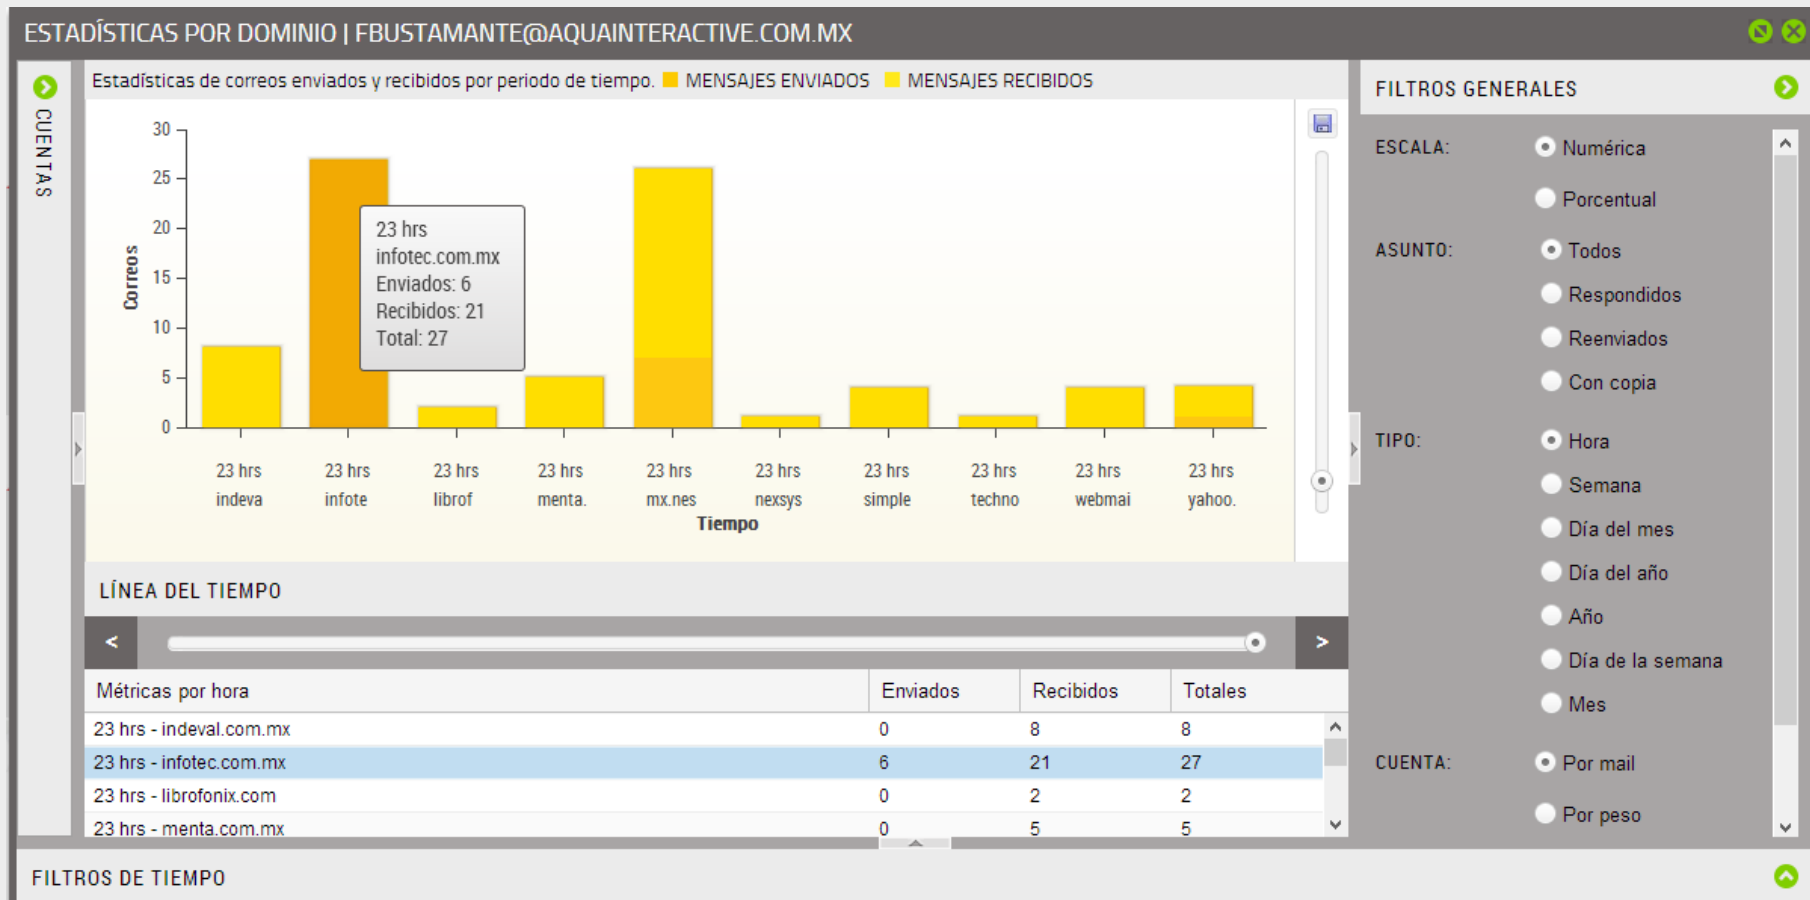 ESTADÍSTICAS POR DOMINIO | FBUSTAMANTE@AQUAINTERACTIVE.COM.MX
CUENTAS
Estadísticas de correos enviados y recibidos por periodo de tiempo. MENSAJES ENVIADOS MENSAJES RECIBIDOS
30
25
20
15
10
5
0
Correos
23 hrs
infotec.com.mx
Enviados: 6
Recibidos: 21
Total: 27
23 hrs 23 hrs 23 hrs 23 hrs 23 hrs 23 hrs 23 hrs 23 hrs 23 hrs 23 hrs
indeva infote librof menta. mx.nes nexsys simple techno webmai yahoo.
Tiempo
LÍNEA DEL TIEMPO
< >
Métricas por hora Enviados Recibidos Totales
23 hrs - indeval.com.mx 0 8 8
23 hrs - infotec.com.mx 6 21 27
23 hrs - librofonix.com 0 2 2
23 hrs - menta.com.mx 0 5 5
FILTROS GENERALES
ESCALA: Numérica
Porcentual
ASUNTO: Todos
Respondidos
Reenviados
Con copia
TIPO: Hora
Semana
Día del mes
Día del año
Año
Día de la semana
Mes
CUENTA: Por mail
Por peso
FILTROS DE TIEMPO